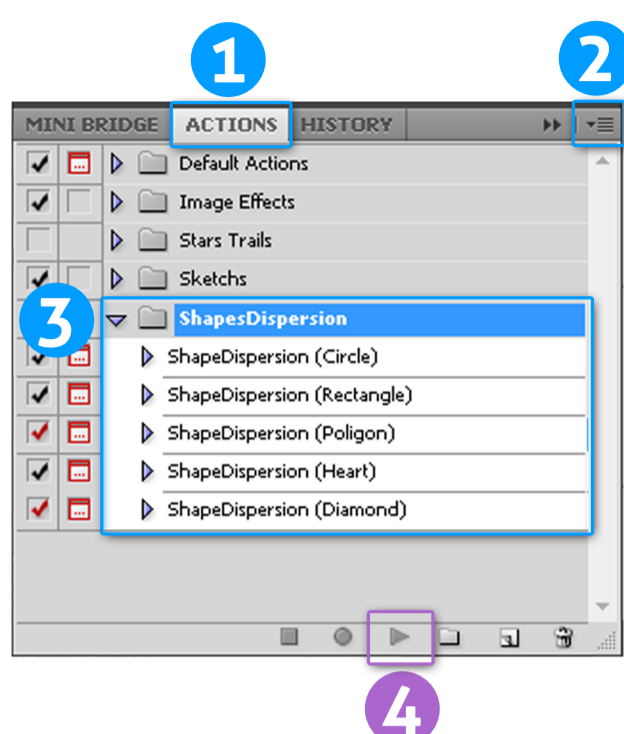 1
2
MINI BRIDGE ACTIONS HISTORY
Default Actions
Image Effects
Stars Trails
Sketchs
3
ShapesDispersion
ShapeDispersion (Circle)
ShapeDispersion (Rectangle)
ShapeDispersion (Poligon)
ShapeDispersion (Heart)
ShapeDispersion (Diamond)
4